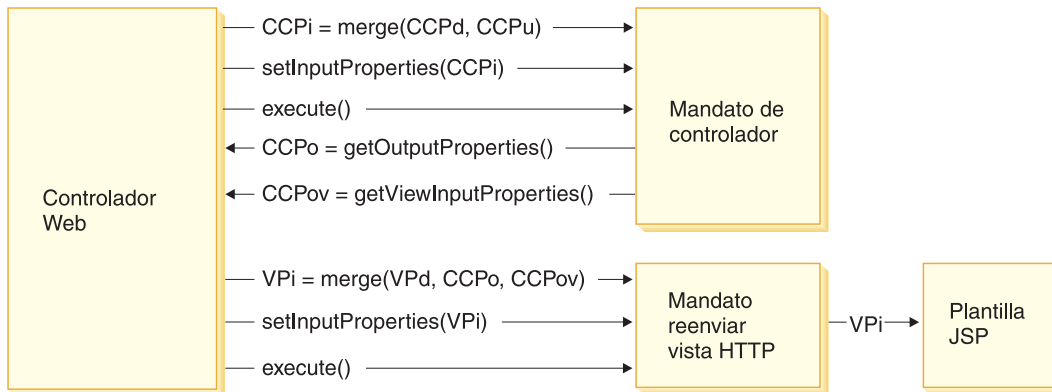 CCPi = merge(CCPd, CCPu)
setInputProperties(CCPi)
execute()
CCPo = getOutputProperties()
CCPov = getViewInputProperties()
Mandato de
controlador
Controlador
Web
VPi = merge(VPd, CCPo, CCPov)
setInputProperties(VPi)
execute()
Mandato
reenviar
vista HTTP
VPi
Plantilla
JSP